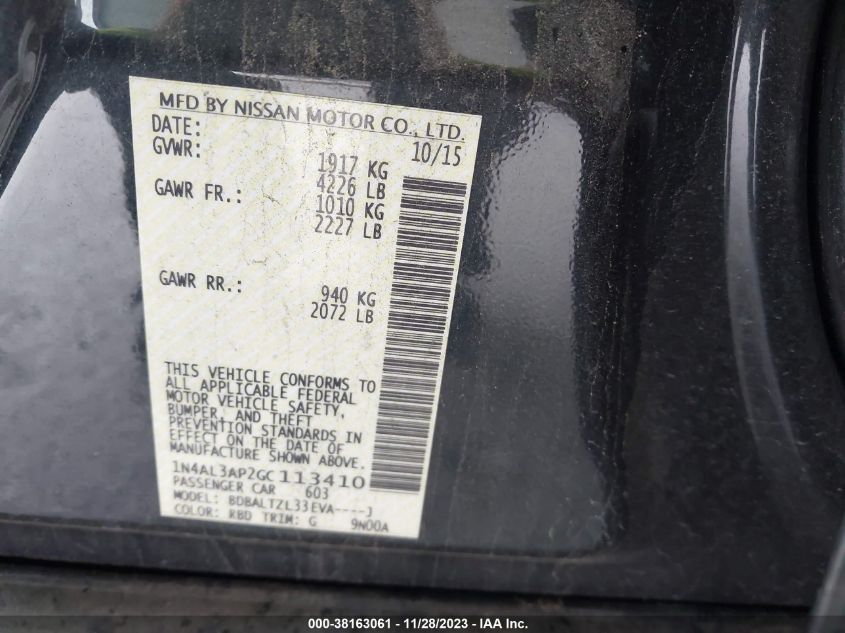 MFD BY NISSAN MOTOR CO., LTD.
DATE: 10/15
GVWR: 1917 KG
4226 LB
GAWR FR.: 1010 KG
2227 LB
GAWR RR.: 940 KG
2072 LB
THIS VEHICLE CONFORMS TO
ALL APPLICABLE FEDERAL
MOTOR VEHICLE SAFETY,
BUMPER, AND THEFT
PREVENTION STANDARDS IN
EFFECT ON THE DATE OF
MANUFACTURE SHOWN ABOVE.
1N4AL3AP2GC113410
PASSENGER CAR 603
MODEL: BDBALTZL33EVA----J
COLOR: RBD TRIM: G 9N00A
000-38163061 - 11/28/2023 - IAA Inc.